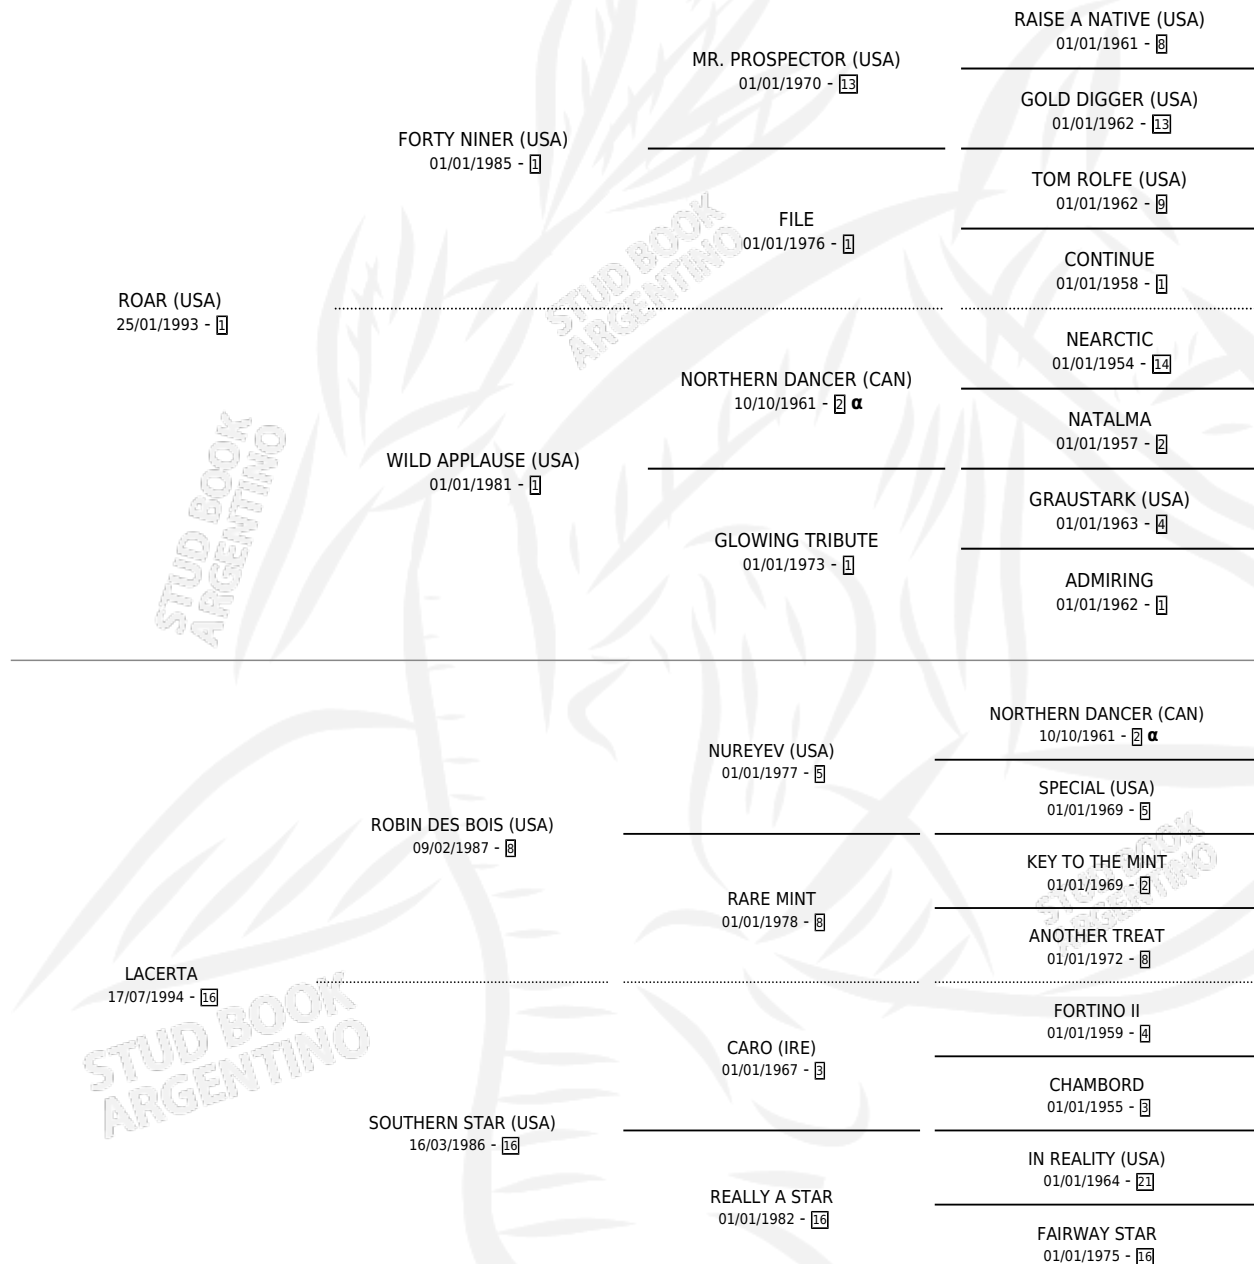 RAISE A NATIVE (USA)
01/01/1961 - 8
MR. PROSPECTOR (USA)
01/01/1970 - 13
GOLD DIGGER (USA)
01/01/1962 - 13
FORTY NINER (USA)
01/01/1985 - 1
TOM ROLFE (USA)
01/01/1962 - 9
FILE
01/01/1976 - 1
CONTINUE
01/01/1958 - 1
ROAR (USA)
25/01/1993 - 1
NEARCTIC
01/01/1954 - 14
NORTHERN DANCER (CAN)
10/10/1961 - 2 α
NATALMA
01/01/1957 - 2
WILD APPLAUSE (USA)
01/01/1981 - 1
GRAUSTARK (USA)
01/01/1963 - 4
GLOWING TRIBUTE
01/01/1973 - 1
ADMIRING
01/01/1962 - 1
STUD BOOK
ARGENTINO
STUD BOOK
ARGENTINO
NORTHERN DANCER (CAN)
10/10/1961 - 2 α
NUREYEV (USA)
01/01/1977 - 5
SPECIAL (USA)
01/01/1969 - 5
ROBIN DES BOIS (USA)
09/02/1987 - 8
KEY TO THE MINT
01/01/1969 - 2
RARE MINT
01/01/1978 - 8
ANOTHER TREAT
01/01/1972 - 8
LACERTA
17/07/1994 - 16
FORTINO II
01/01/1959 - 4
CARO (IRE)
01/01/1967 - 3
CHAMBORD
01/01/1955 - 3
SOUTHERN STAR (USA)
16/03/1986 - 16
IN REALITY (USA)
01/01/1964 - 21
REALLY A STAR
01/01/1982 - 16
FAIRWAY STAR
01/01/1975 - 16
STUD BOOK
ARGENTINO
STUD BOOK
ARGENTINO